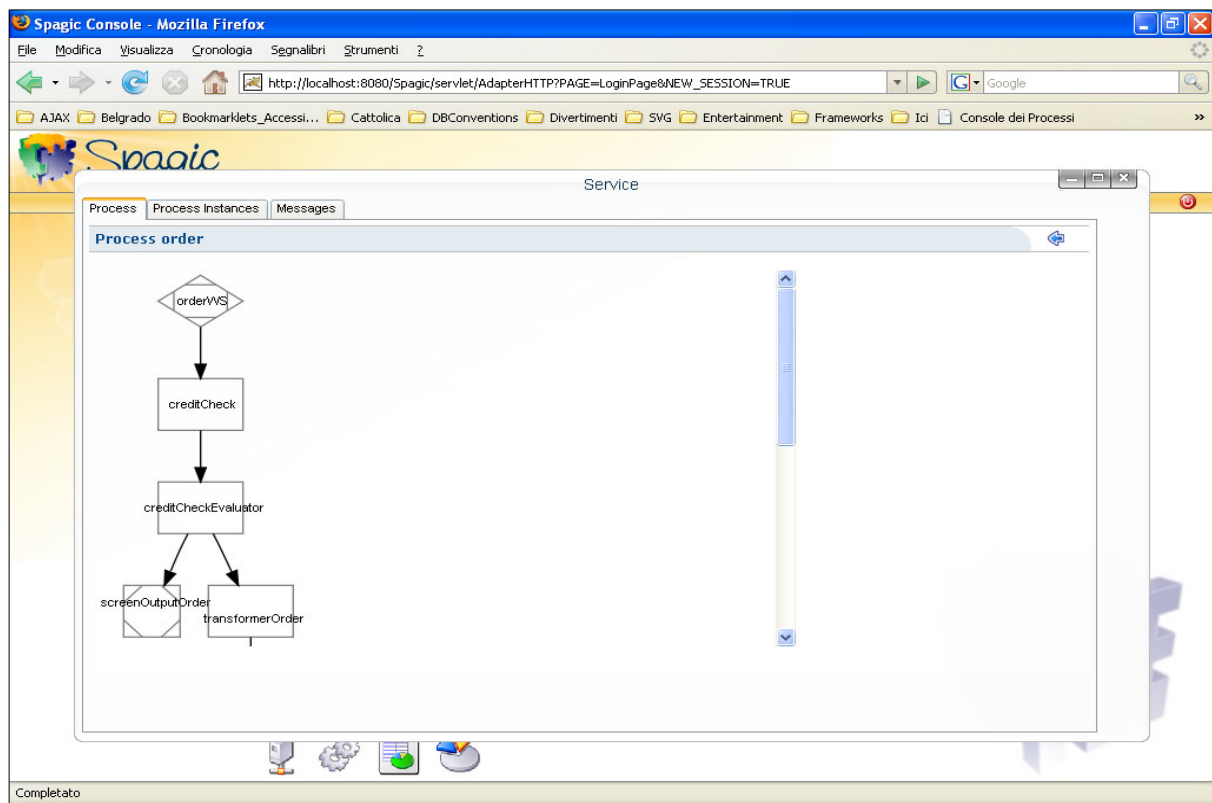 Spagic Console - Mozilla Firefox
File Modifica Visualizza Cronologia Segnalibri Strumenti ?
http://localhost:8080/Spagic/servlet/AdapterHTTP?PAGE=LoginPage&NEW_SESSION=TRUE
G Google
AJAX Belgrado Bookmarklets_Accessi... Cattolica DBConventions Divertimenti SVG Entertainment Frameworks Ici Console dei Processi »
Spagic
Service
Process Process Instances Messages
Process order
orderWS
creditCheck
creditCheckEvaluator
screenOutputOrder
transformerOrder
Completato